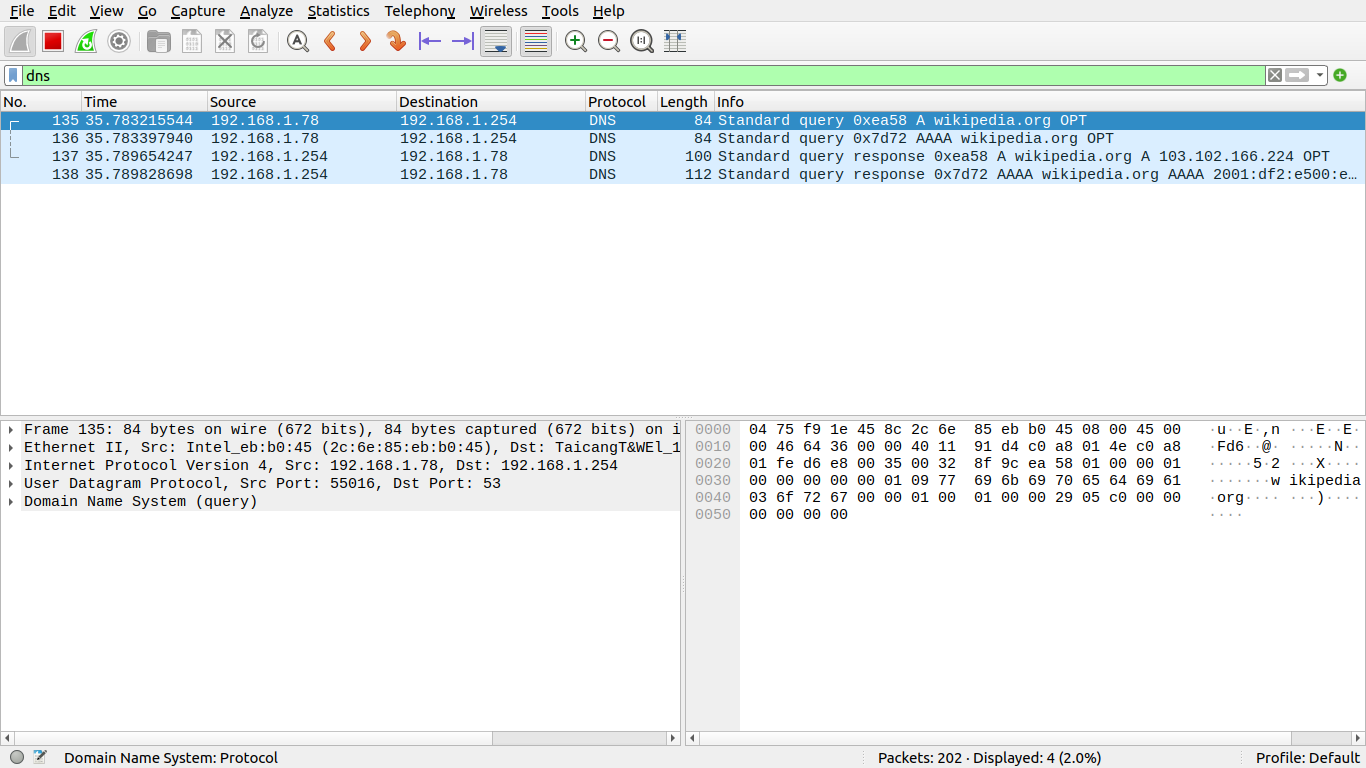 File Edit View Go Capture Analyze Statistics Telephony Wireless Tools Help
dns
No. Time Source Destination Protocol Length Info
135 35.783215544 192.168.1.78 192.168.1.254 DNS 84 Standard query 0xea58 A wikipedia.org OPT
136 35.783397940 192.168.1.78 192.168.1.254 DNS 84 Standard query 0x7d72 AAAA wikipedia.org OPT
137 35.789654247 192.168.1.254 192.168.1.78 DNS 100 Standard query response 0xea58 A wikipedia.org A 103.102.166.224 OPT
138 35.789828698 192.168.1.254 192.168.1.78 DNS 112 Standard query response 0x7d72 AAAA wikipedia.org AAAA 2001:df2:e500:e…
Frame 135: 84 bytes on wire (672 bits), 84 bytes captured (672 bits) on i
Ethernet II, Src: Intel_eb:b0:45 (2c:6e:85:eb:b0:45), Dst: TaicangT&WEl_1
Internet Protocol Version 4, Src: 192.168.1.78, Dst: 192.168.1.254
User Datagram Protocol, Src Port: 55016, Dst Port: 53
Domain Name System (query)
0000 04 75 f9 1e 45 8c 2c 6e 85 eb b0 45 08 00 45 00 ·u··E·,n ···E··E·
0010 00 46 64 36 00 00 40 11 91 d4 c0 a8 01 4e c0 a8 ·Fd6··@· ·····N··
0020 01 fe d6 e8 00 35 00 32 8f 9c ea 58 01 00 00 01 ·····5·2 ···X····
0030 00 00 00 00 00 01 09 77 69 6b 69 70 65 64 69 61 ·······w ikipedia
0040 03 6f 72 67 00 00 01 00 01 00 00 29 05 c0 00 00 ·org···· ···)····
0050 00 00 00 00 ····
Domain Name System: Protocol Packets: 202 · Displayed: 4 (2.0%) Profile: Default